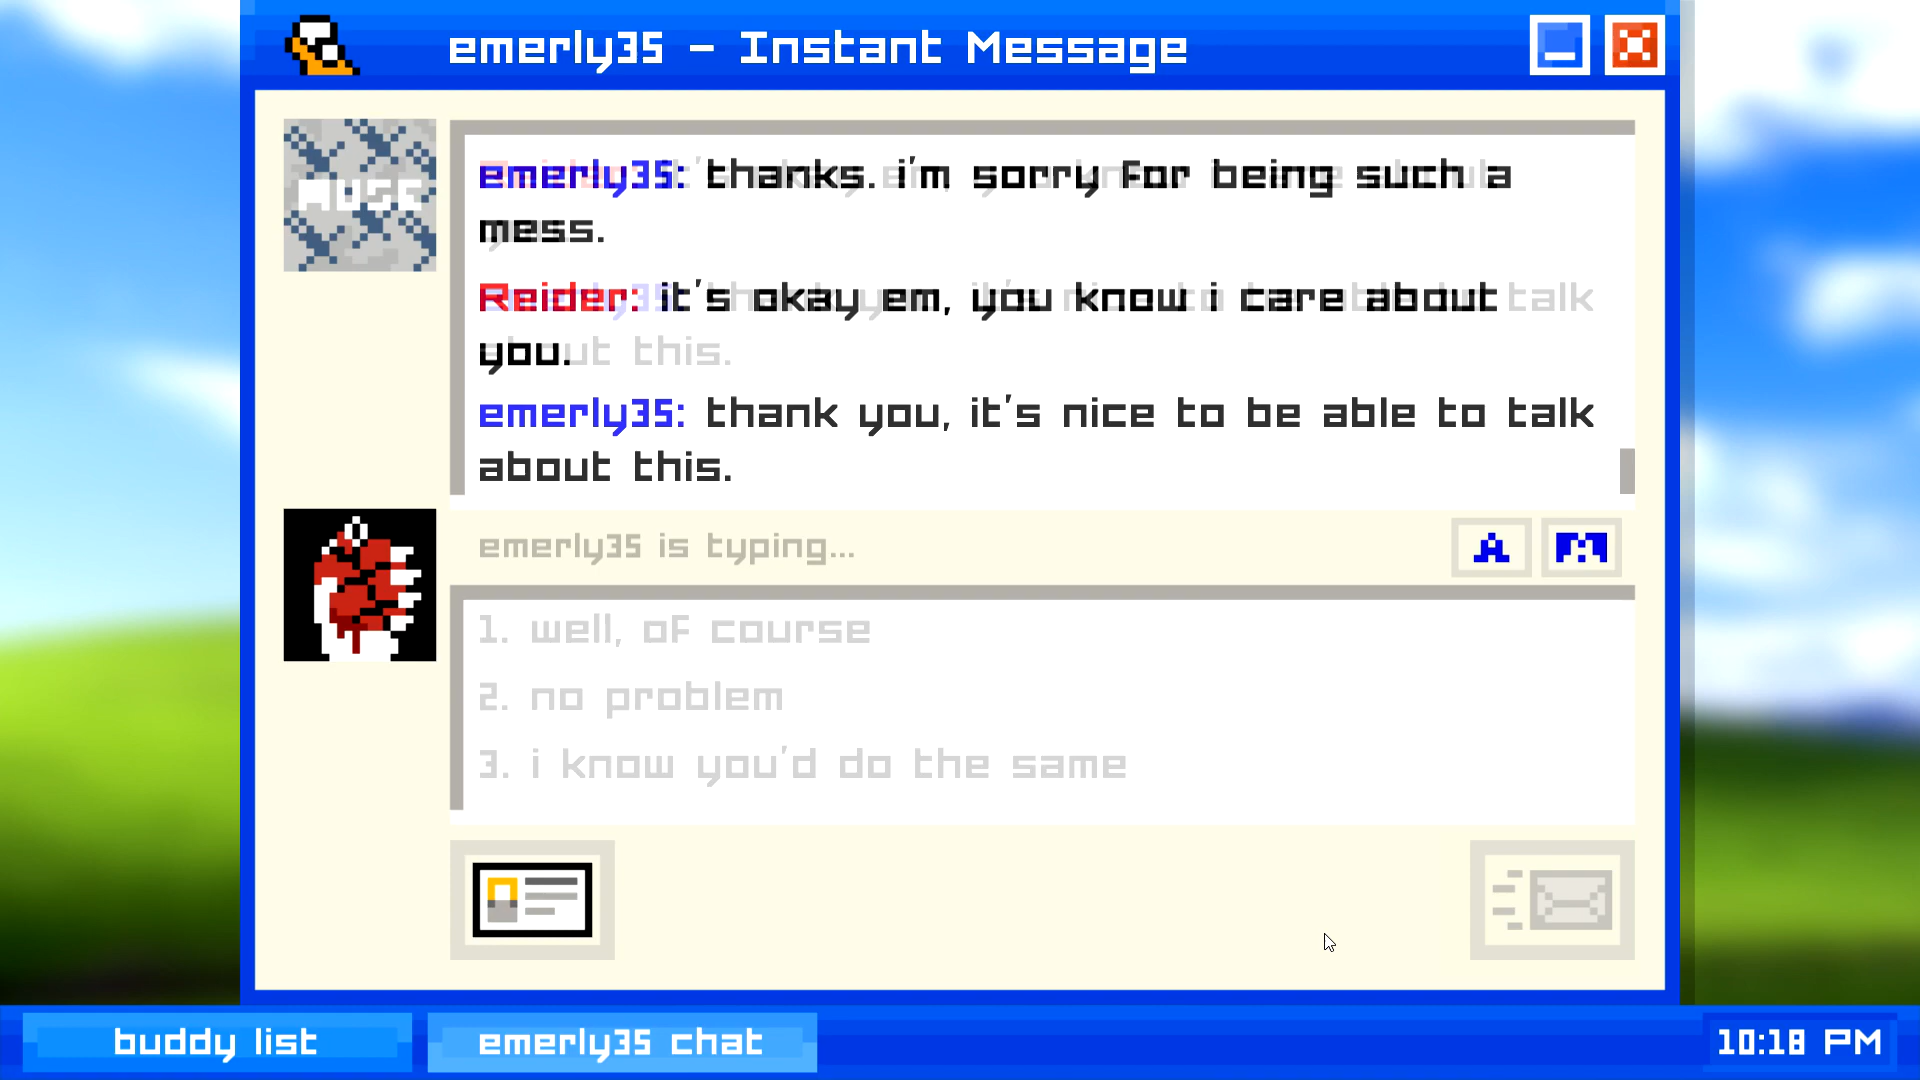 emerly35 - Instant Message
MUSE
emerly35: thanks. i'm sorry for being such a
mess.
Reider: it's okay em, you know i care about
you.
emerly35: thank you, it's nice to be able to talk
about this.
emerly35 is typing...
A
M
1. well, of course
2. no problem
3. i know you'd do the same
buddy list
emerly35 chat
10:18 PM